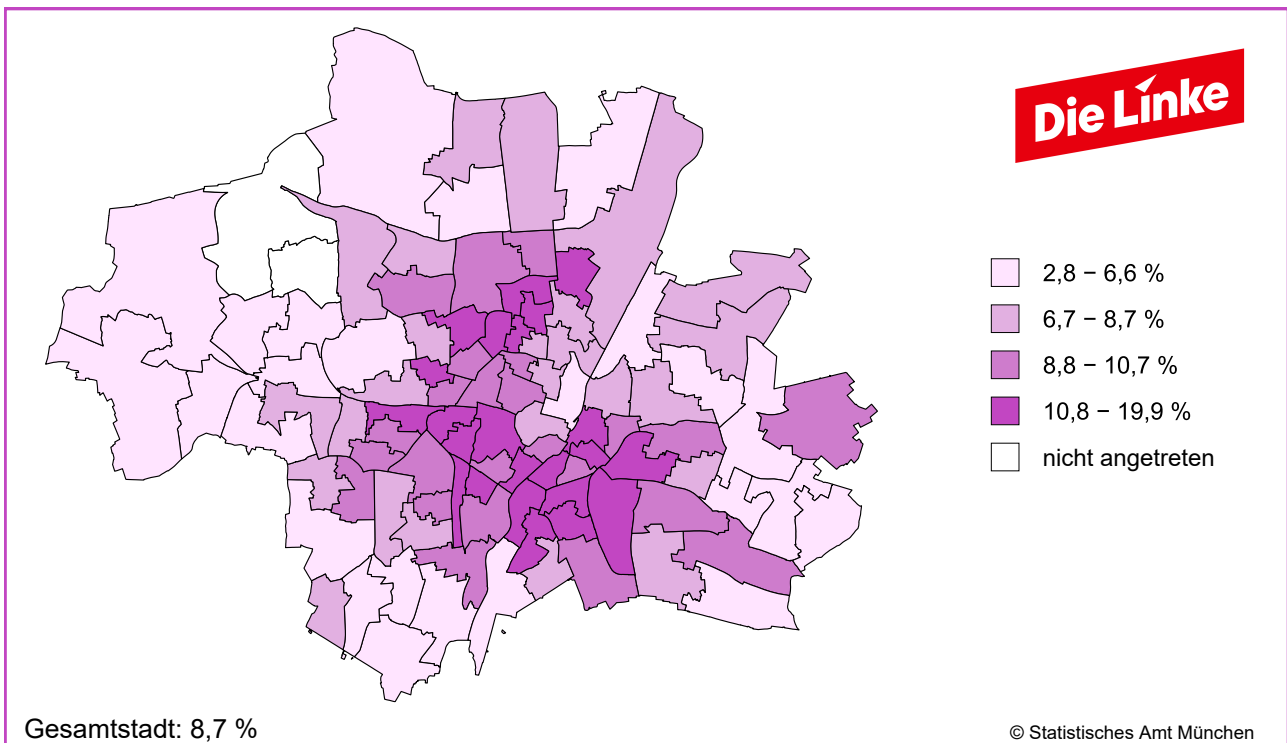 Die Linke
2,8 – 6,6 %
6,7 – 8,7 %
8,8 – 10,7 %
10,8 – 19,9 %
nicht angetreten
Gesamtstadt: 8,7 %
© Statistisches Amt München